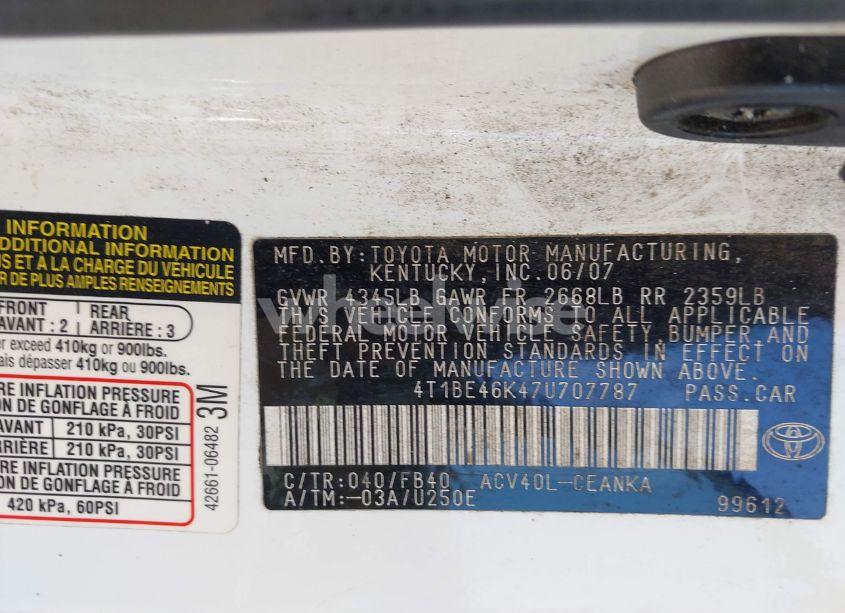 INFORMATION
DDITIONAL INFORMATION
S ET À LA CHARGE DU VÉHICULE
R DE PLUS AMPLES RENSEIGNEMENTS
FRONT
AVANT : 2
REAR
ARRIÈRE : 3
r exceed 410kg or 900lbs.
ais dépasser 410kg ou 900lbs.
RE INFLATION PRESSURE
ON DE GONFLAGE À FROID
AVANT 210 kPa, 30PSI
RRIÈRE 210 kPa, 30PSI
RE INFLATION PRESSURE
ON DE GONFLAGE À FROID
420 kPa, 60PSI
42661-06482 3M
MFD. BY: TOYOTA MOTOR MANUFACTURING,
KENTUCKY, INC. 06/07
GVWR 4345LB GAWR FR 2668LB RR 2359LB
THIS VEHICLE CONFORMS TO ALL APPLICABLE
FEDERAL MOTOR VEHICLE SAFETY BUMPER AND
THEFT PREVENTION STANDARDS IN EFFECT ON
THE DATE OF MANUFACTURE SHOWN ABOVE.
4T1BE46K47U707787 PASS.CAR
C/TR:040/FB40 ACV40L-CEANKA
A/TM:-03A/U250E 99612
wheelwise